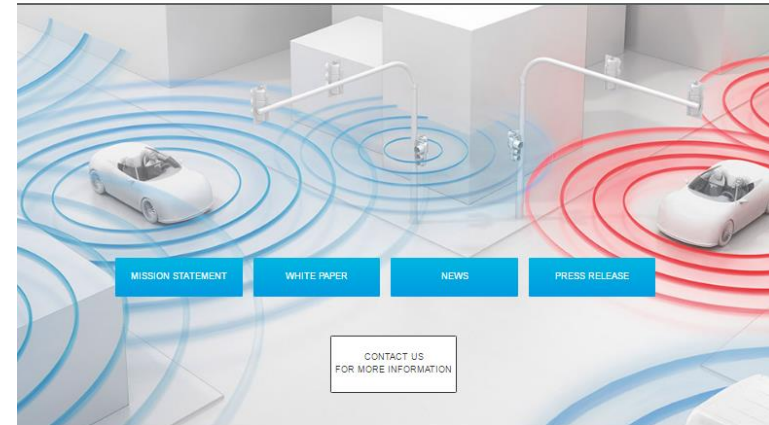 MISSION STATEMENT
WHITE PAPER
NEWS
PRESS RELEASE
CONTACT US
FOR MORE INFORMATION